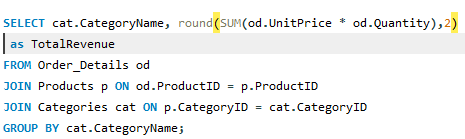 SELECT cat.CategoryName, round(SUM(od.UnitPrice * od.Quantity),2)
as TotalRevenue
FROM Order_Details od
JOIN Products p ON od.ProductID = p.ProductID
JOIN Categories cat ON p.CategoryID = cat.CategoryID
GROUP BY cat.CategoryName;